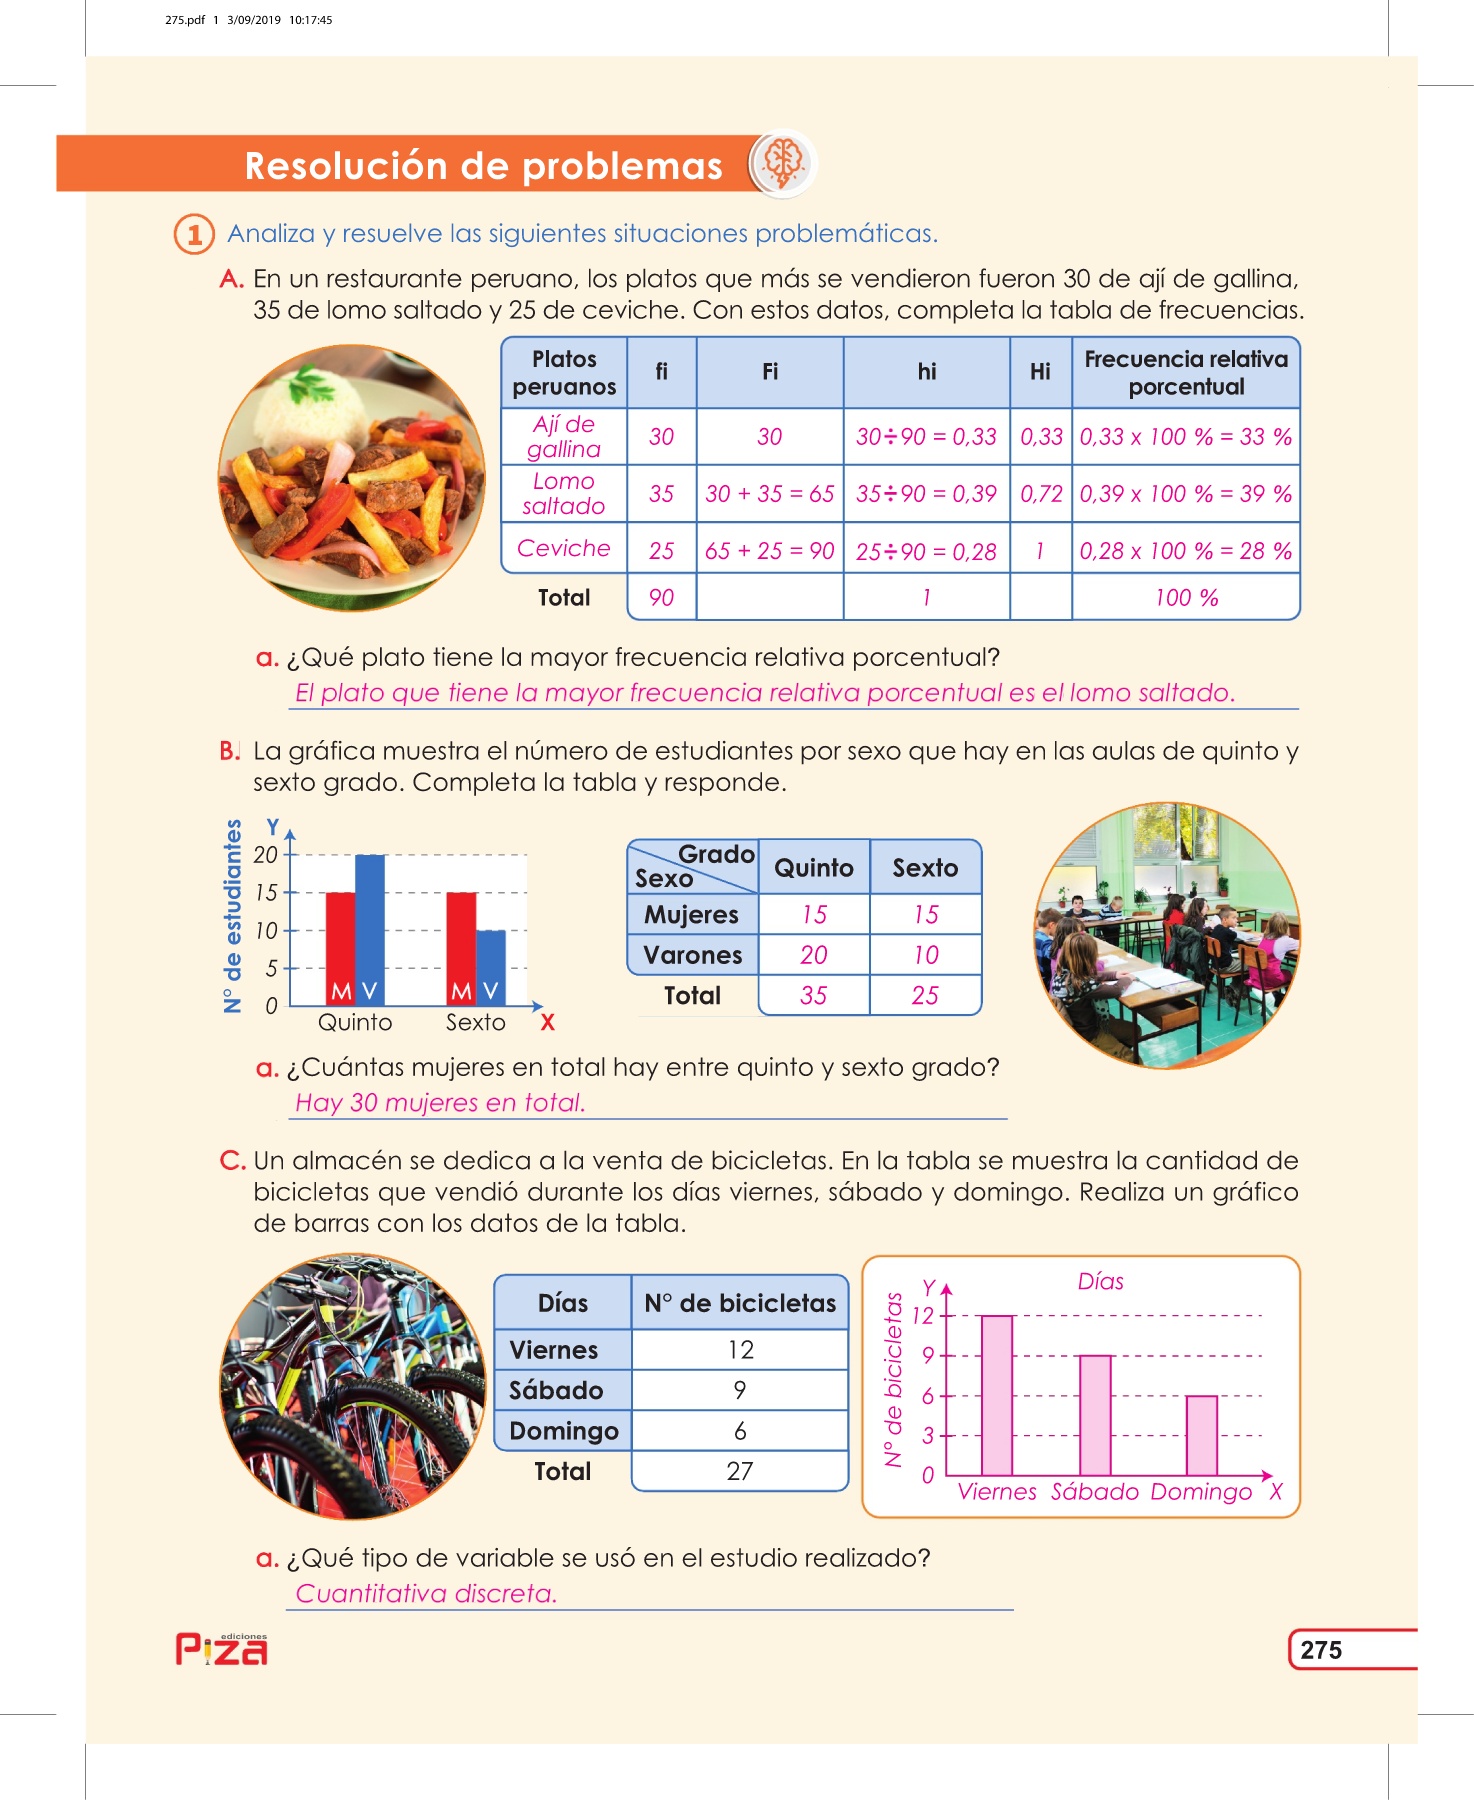 275.pdf 1 3/09/2019 10:17:45
Resolución de problemas
1 Analiza y resuelve las siguientes situaciones problemáticas.
A. En un restaurante peruano, los platos que más se vendieron fueron 30 de ají de gallina,
35 de lomo saltado y 25 de ceviche. Con estos datos, completa la tabla de frecuencias.
Platos peruanos fi Fi hi Hi Frecuencia relativa porcentual
Ají de gallina 30 30 30÷90 = 0,33 0,33 0,33 x 100 % = 33 %
Lomo saltado 35 30 + 35 = 65 35÷90 = 0,39 0,72 0,39 x 100 % = 39 %
Ceviche 25 65 + 25 = 90 25÷90 = 0,28 1 0,28 x 100 % = 28 %
Total 90 1 100 %
a. ¿Qué plato tiene la mayor frecuencia relativa porcentual?
El plato que tiene la mayor frecuencia relativa porcentual es el lomo saltado.
B. La gráfica muestra el número de estudiantes por sexo que hay en las aulas de quinto y
sexto grado. Completa la tabla y responde.
N° de estudiantes
Y
20
15
10
5
0
M V M V
Quinto Sexto X
Grado Sexo Quinto Sexto
Mujeres 15 15
Varones 20 10
Total 35 25
a. ¿Cuántas mujeres en total hay entre quinto y sexto grado?
Hay 30 mujeres en total.
C. Un almacén se dedica a la venta de bicicletas. En la tabla se muestra la cantidad de
bicicletas que vendió durante los días viernes, sábado y domingo. Realiza un gráfico
de barras con los datos de la tabla.
Días N° de bicicletas
Viernes 12
Sábado 9
Domingo 6
Total 27
Días
N° de bicicletas
Y
12
9
6
3
0
Viernes Sábado Domingo X
a. ¿Qué tipo de variable se usó en el estudio realizado?
Cuantitativa discreta.
ediciones
Piza
275